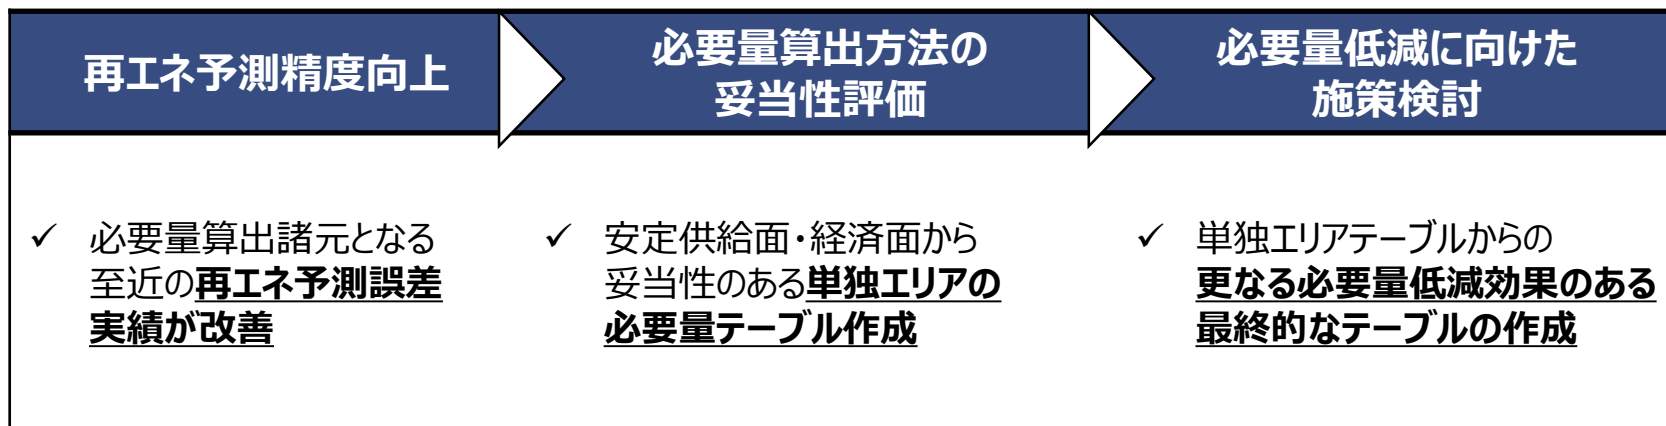 再エネ予測精度向上
必要量算出方法の
妥当性評価
必要量低減に向けた
施策検討
✓ 必要量算出諸元となる
至近の再エネ予測誤差
実績が改善
✓ 安定供給面・経済面から
妥当性のある単独エリアの
必要量テーブル作成
✓ 単独エリアテーブルからの
更なる必要量低減効果のある
最終的なテーブルの作成